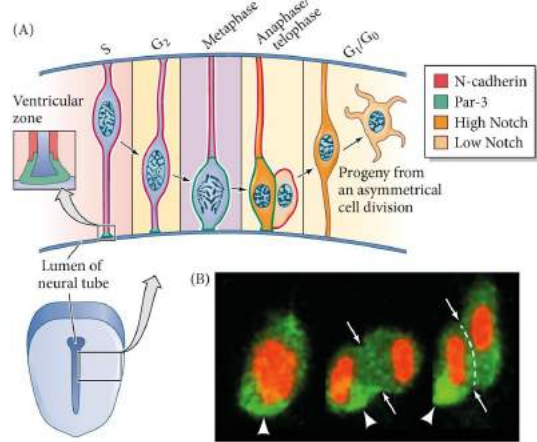 (A)
S
G2
Metaphase
Anaphase/
telophase
G1/G0
Ventricular
zone
N-cadherin
Par-3
High Notch
Low Notch
Progeny from
an asymmetrical
cell division
Lumen of
neural tube
(B)